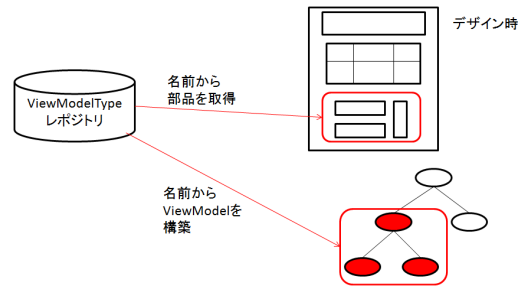 デザイン時
名前から
部品を取得
ViewModelType
レポジトリ
名前から
ViewModelを
構築